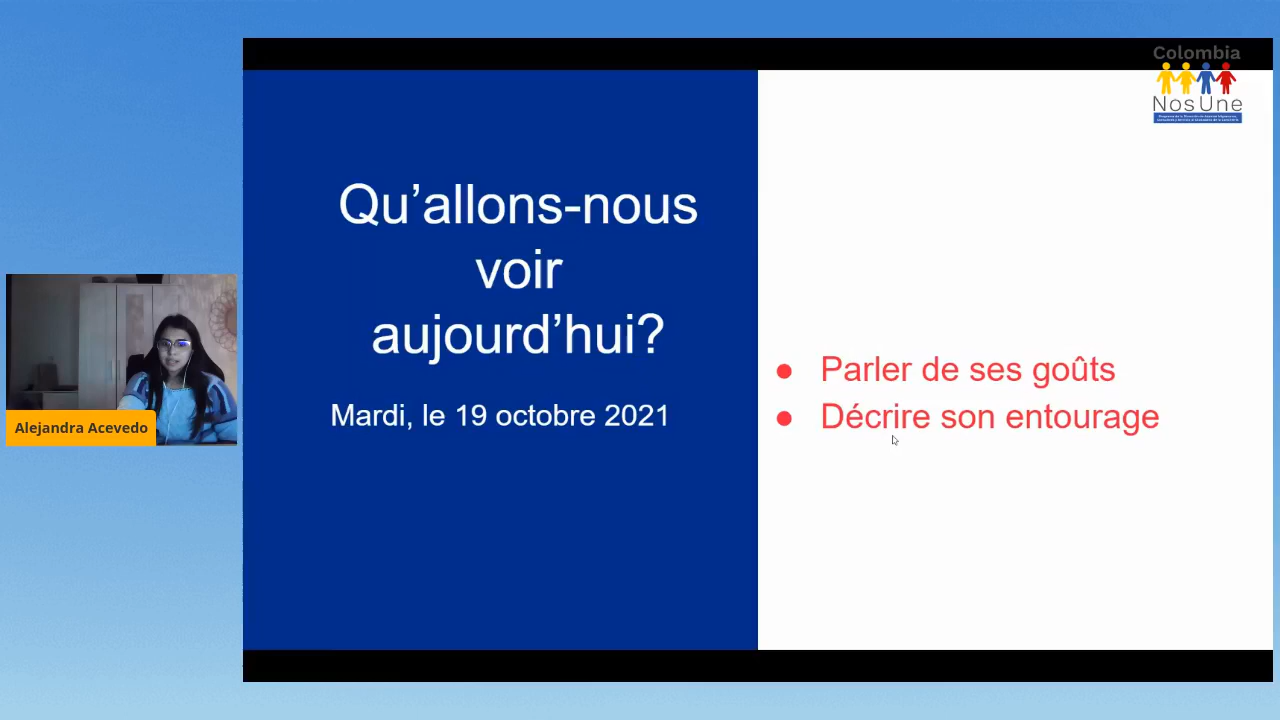 Colombia
NosUne
Qu'allons-nous
voir
aujourd'hui?
Mardi, le 19 octobre 2021
● Parler de ses goûts
● Décrire son entourage
Alejandra Acevedo